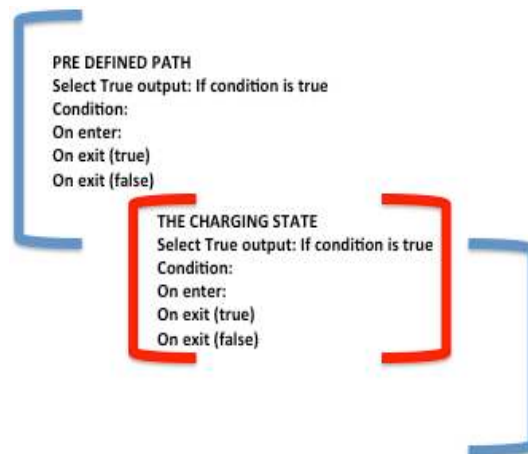 PRE DEFINED PATH
Select True output: If condition is true
Condition:
On enter:
On exit (true)
On exit (false)
THE CHARGING STATE
Select True output: If condition is true
Condition:
On enter:
On exit (true)
On exit (false)